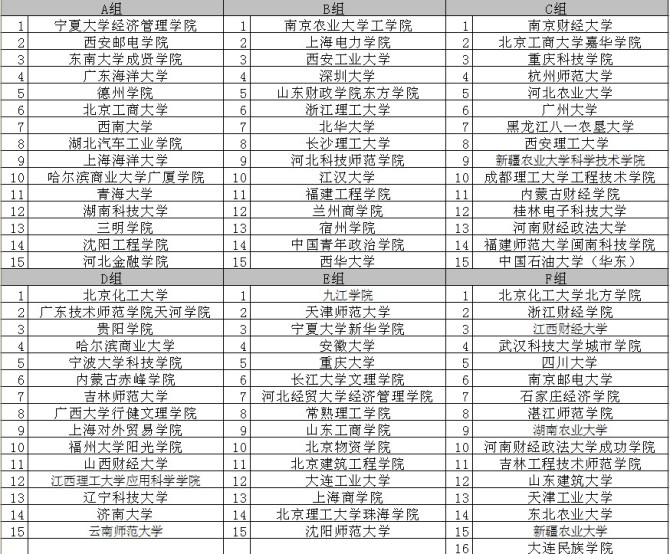 A组 B组 C组
1 宁夏大学经济管理学院 1 南京农业大学工学院 1 南京财经大学
2 西安邮电学院 2 上海电力学院 2 北京工商大学嘉华学院
3 东南大学成贤学院 3 西安工业大学 3 重庆科技学院
4 广东海洋大学 4 深圳大学 4 杭州师范大学
5 德州学院 5 山东财政学院东方学院 5 河北农业大学
6 北京工商大学 6 浙江理工大学 6 广州大学
7 西南大学 7 北华大学 7 黑龙江八一农垦大学
8 湖北汽车工业学院 8 长沙理工大学 8 西安理工大学
9 上海海洋大学 9 河北科技师范学院 9 新疆农业大学科学技术学院
10 哈尔滨商业大学广厦学院 10 江汉大学 10 成都理工大学工程技术学院
11 青海大学 11 福建工程学院 11 内蒙古财经学院
12 湖南科技大学 12 兰州商学院 12 桂林电子科技大学
13 三明学院 13 宿州学院 13 河南财经政法大学
14 沈阳工程学院 14 中国青年政治学院 14 福建师范大学闽南科技学院
15 河北金融学院 15 西华大学 15 中国石油大学（华东）
D组 E组 F组
1 北京化工大学 1 九江学院 1 北京化工大学北方学院
2 广东技术师范学院天河学院 2 天津师范大学 2 浙江财经学院
3 贵阳学院 3 宁夏大学新华学院 3 江西财经大学
4 哈尔滨商业大学 4 安徽大学 4 武汉科技大学城市学院
5 宁波大学科技学院 5 重庆大学 5 四川大学
6 内蒙古赤峰学院 6 长江大学文理学院 6 南京邮电大学
7 吉林师范大学 7 河北经贸大学经济管理学院 7 石家庄经济学院
8 广西大学行健文理学院 8 常熟理工学院 8 湛江师范学院
9 上海对外贸易学院 9 山东工商学院 9 湖南农业大学
10 福州大学阳光学院 10 北京物资学院 10 河南财经政法大学成功学院
11 山西财经大学 11 北京建筑工程学院 11 吉林工程技术师范学院
12 江西理工大学应用科学学院 12 大连工业大学 12 山东建筑大学
13 辽宁科技大学 13 上海商学院 13 天津工业大学
14 济南大学 14 北京理工大学珠海学院 14 东北农业大学
15 云南师范大学 15 沈阳师范大学 15 新疆农业大学
16 大连民族学院